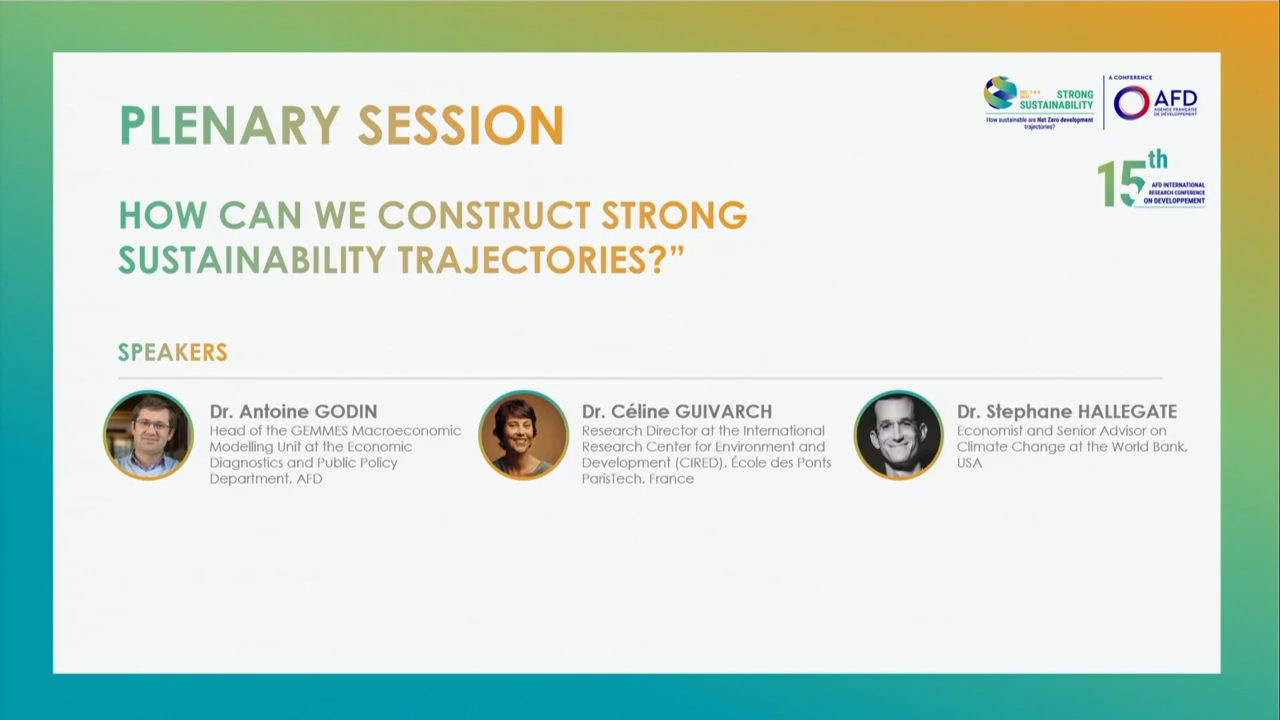 PLENARY SESSION
HOW CAN WE CONSTRUCT STRONG
SUSTAINABILITY TRAJECTORIES?”
STRONG
SUSTAINABILITY
How sustainable are Net Zero development
trajectories?
A CONFERENCE
AFD
AGENCE FRANÇAISE
DE DÉVELOPPEMENT
15th
AFD INTERNATIONAL
RESEARCH CONFERENCE
ON DEVELOPPEMENT
SPEAKERS
Dr. Antoine GODIN
Head of the GEMMES Macroeconomic
Modelling Unit at the Economic
Diagnostics and Public Policy
Department, AFD
Dr. Céline GUIVARCH
Research Director at the International
Research Center for Environment and
Development (CIRED), École des Ponts
ParisTech, France
Dr. Stephane HALLEGATE
Economist and Senior Advisor on
Climate Change at the World Bank,
USA